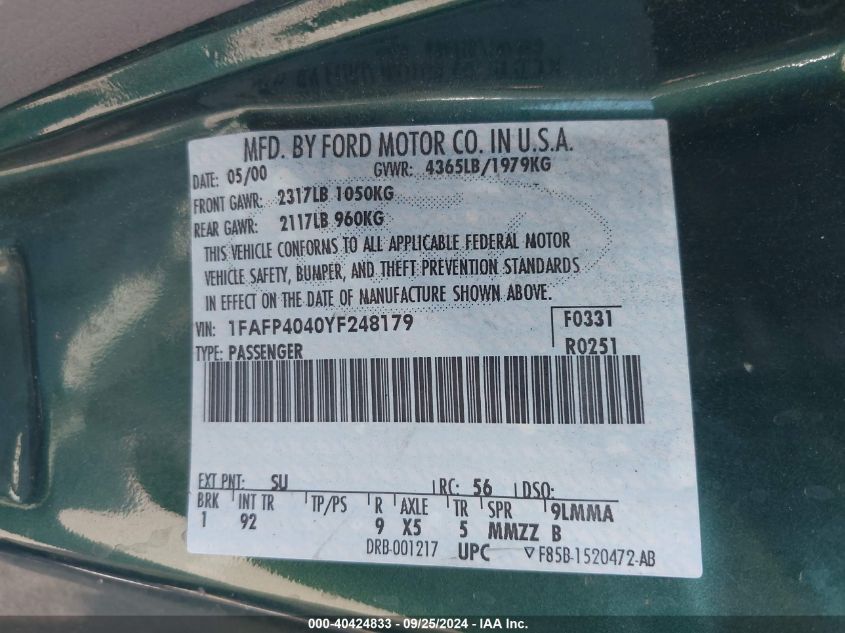 MFD. BY FORD MOTOR CO. IN U.S.A.
DATE: 05/00 GVWR: 4365LB/1979KG
FRONT GAWR: 2317LB 1050KG
REAR GAWR: 2117LB 960KG
THIS VEHICLE CONFORMS TO ALL APPLICABLE FEDERAL MOTOR
VEHICLE SAFETY, BUMPER, AND THEFT PREVENTION STANDARDS
IN EFFECT ON THE DATE OF MANUFACTURE SHOWN ABOVE.
VIN: 1FAFP4040YF248179 F0331
TYPE: PASSENGER R0251
EXT PNT: SU RC: 56 DSO:
BRK INT TR TP/PS R AXLE TR SPR 9LMMA
1 92 9 X5 5 MMZZ B
DRB-001217 UPC ▽F85B-1520472-AB
000-40424833 - 09/25/2024 - IAA Inc.